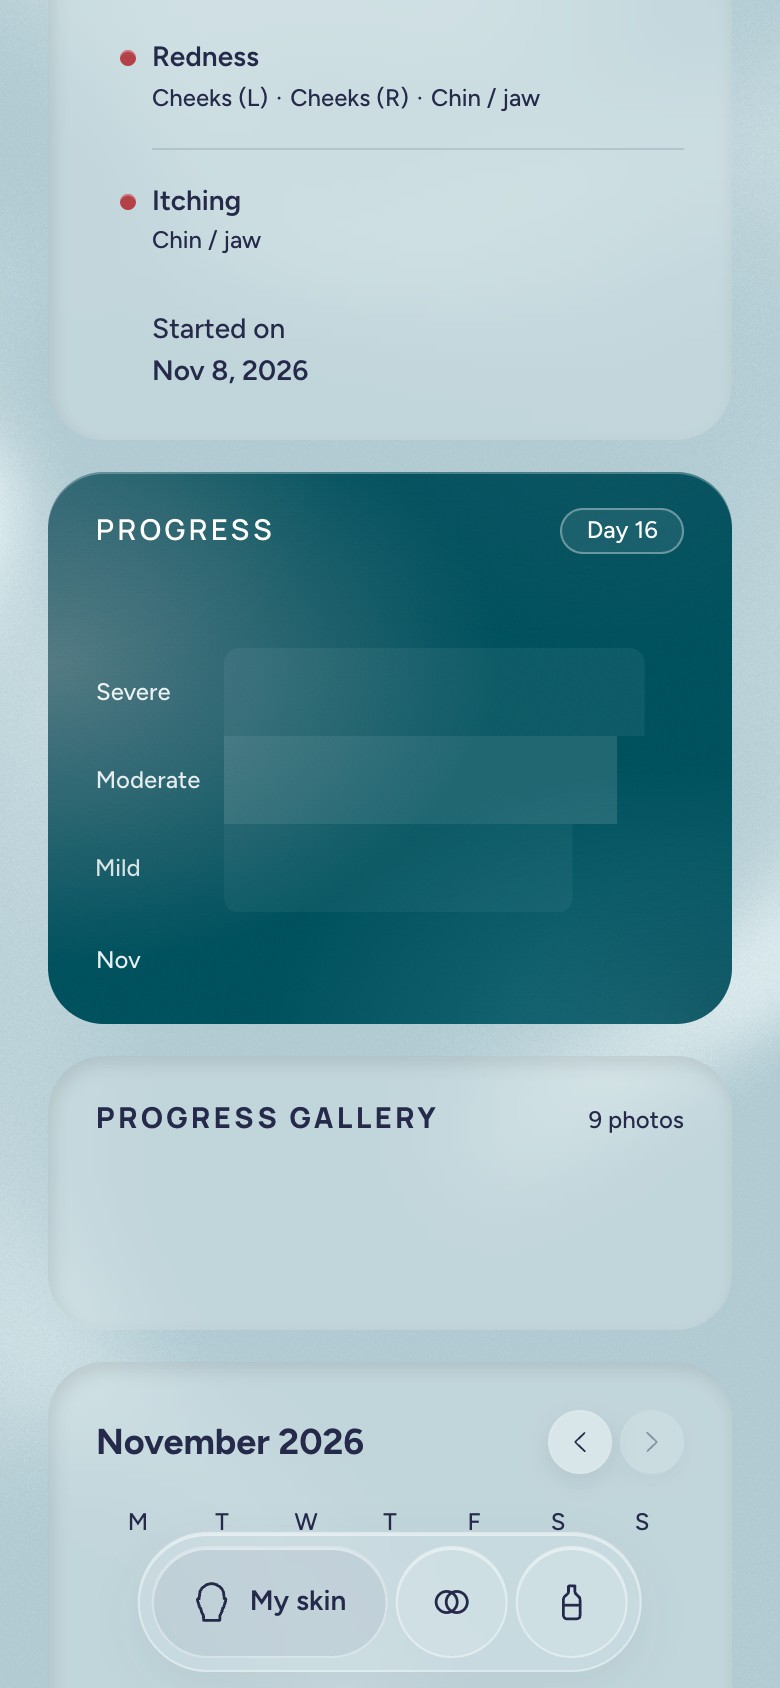 Redness
Cheeks (L) · Cheeks (R) · Chin / jaw
Itching
Chin / jaw
Started on
Nov 8, 2026
PROGRESS
Day 16
Severe
Moderate
Mild
Nov
PROGRESS GALLERY
9 photos
November 2026
M T W T F S S
My skin